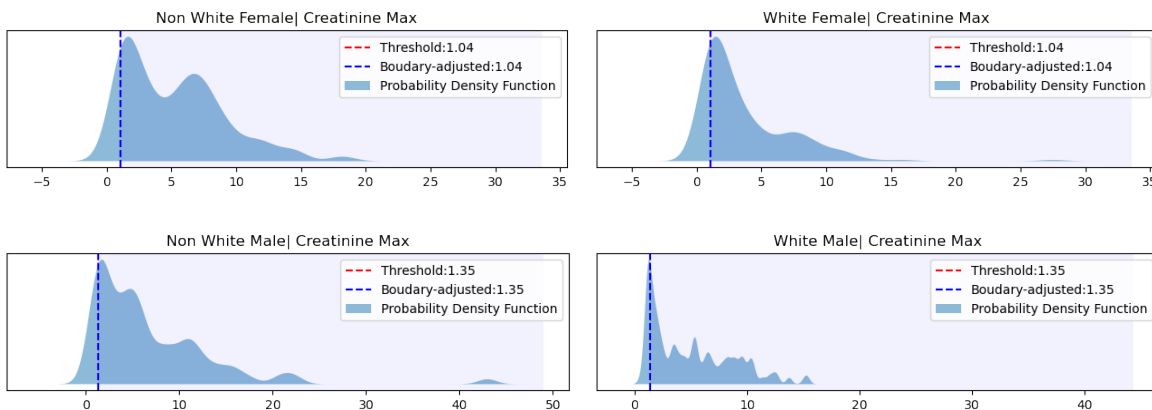 Non White Female| Creatinine Max
Threshold:1.04
Boudary-adjusted:1.04
Probability Density Function
−5 0 5 10 15 20 25 30 35
White Female| Creatinine Max
Threshold:1.04
Boudary-adjusted:1.04
Probability Density Function
−5 0 5 10 15 20 25 30 35
Non White Male| Creatinine Max
Threshold:1.35
Boudary-adjusted:1.35
Probability Density Function
0 10 20 30 40 50
White Male| Creatinine Max
Threshold:1.35
Boudary-adjusted:1.35
Probability Density Function
0 10 20 30 40